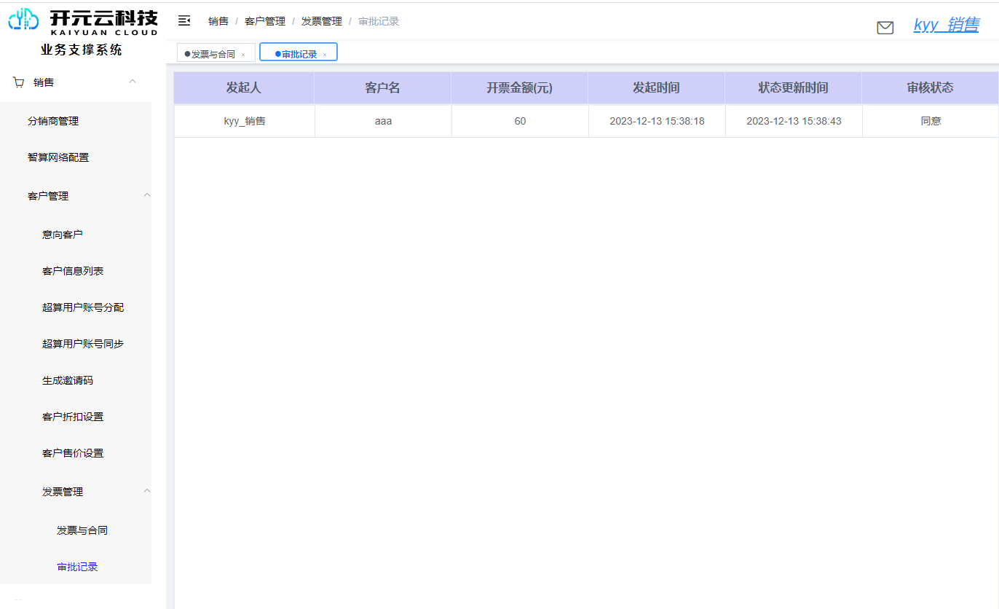 开元云科技
KAIYUAN CLOUD
业务支撑系统
销售 / 客户管理 / 发票管理 / 审批记录
kyy_销售
发票与合同 ×
审批记录 ×
销售
分销商管理
智算网络配置
客户管理
意向客户
客户信息列表
超算用户账号分配
超算用户账号同步
生成邀请码
客户折扣设置
客户售价设置
发票管理
发票与合同
审批记录
发起人 客户名 开票金额(元) 发起时间 状态更新时间 审核状态
kyy_销售 aaa 60 2023-12-13 15:38:18 2023-12-13 15:38:43 同意